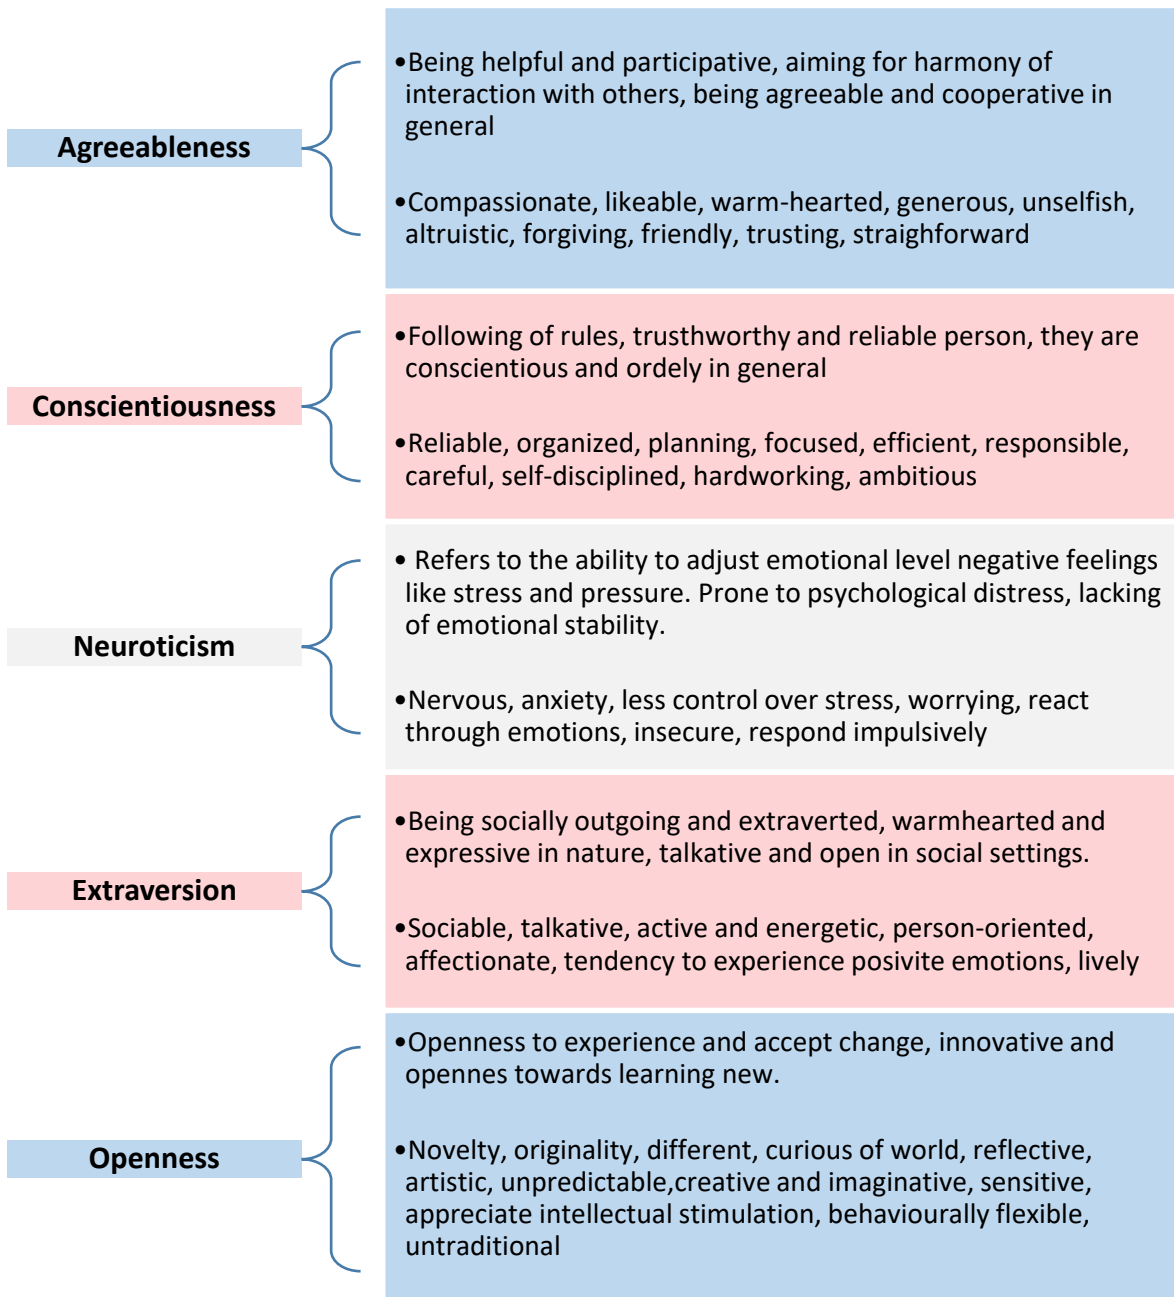 Agreeableness
•Being helpful and participative, aiming for harmony of
interaction with others, being agreeable and cooperative in
general
•Compassionate, likeable, warm-hearted, generous, unselfish,
altruistic, forgiving, friendly, trusting, straighforward
Conscientiousness
•Following of rules, trusthworthy and reliable person, they are
conscientious and ordely in general
•Reliable, organized, planning, focused, efficient, responsible,
careful, self-disciplined, hardworking, ambitious
Neuroticism
• Refers to the ability to adjust emotional level negative feelings
like stress and pressure. Prone to psychological distress, lacking
of emotional stability.
•Nervous, anxiety, less control over stress, worrying, react
through emotions, insecure, respond impulsively
Extraversion
•Being socially outgoing and extraverted, warmhearted and
expressive in nature, talkative and open in social settings.
•Sociable, talkative, active and energetic, person-oriented,
affectionate, tendency to experience posivite emotions, lively
Openness
•Openness to experience and accept change, innovative and
opennes towards learning new.
•Novelty, originality, different, curious of world, reflective,
artistic, unpredictable,creative and imaginative, sensitive,
appreciate intellectual stimulation, behaviourally flexible,
untraditional